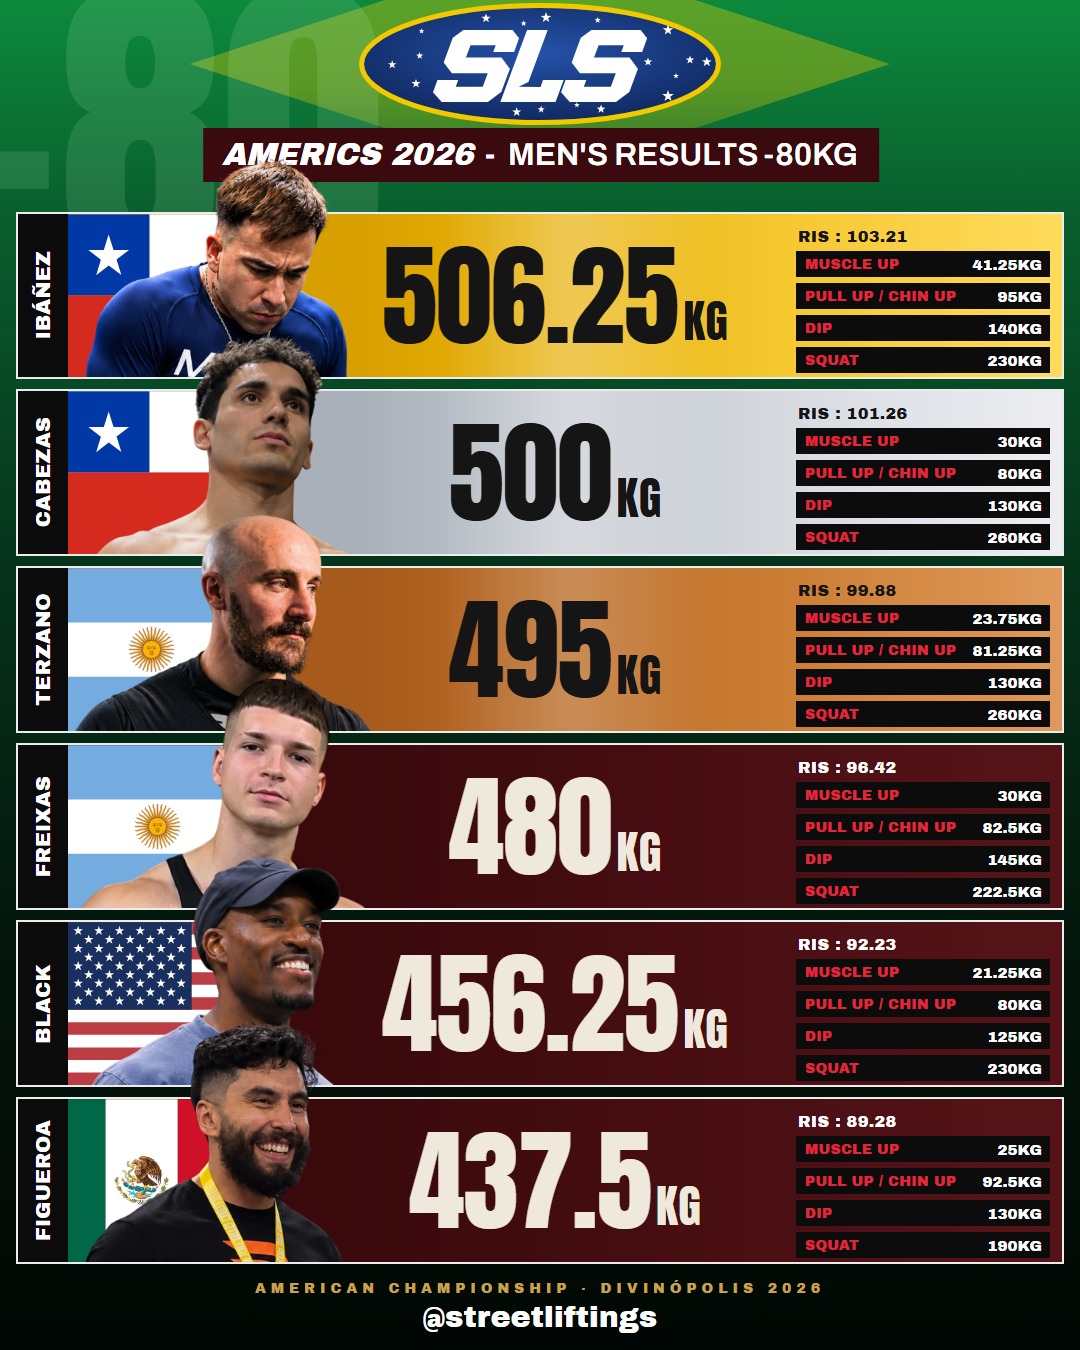 -80
SLS
AMERICS 2026 - MEN'S RESULTS -80KG
IBÁÑEZ
506.25KG
RIS : 103.21
MUSCLE UP 41.25KG
PULL UP / CHIN UP 95KG
DIP 140KG
SQUAT 230KG
CABEZAS
500KG
RIS : 101.26
MUSCLE UP 30KG
PULL UP / CHIN UP 80KG
DIP 130KG
SQUAT 260KG
TERZANO
495KG
RIS : 99.88
MUSCLE UP 23.75KG
PULL UP / CHIN UP 81.25KG
DIP 130KG
SQUAT 260KG
FREIXAS
480KG
RIS : 96.42
MUSCLE UP 30KG
PULL UP / CHIN UP 82.5KG
DIP 145KG
SQUAT 222.5KG
BLACK
456.25KG
RIS : 92.23
MUSCLE UP 21.25KG
PULL UP / CHIN UP 80KG
DIP 125KG
SQUAT 230KG
FIGUEROA
437.5KG
RIS : 89.28
MUSCLE UP 25KG
PULL UP / CHIN UP 92.5KG
DIP 130KG
SQUAT 190KG
AMERICAN CHAMPIONSHIP · DIVINÓPOLIS 2026
@streetliftings